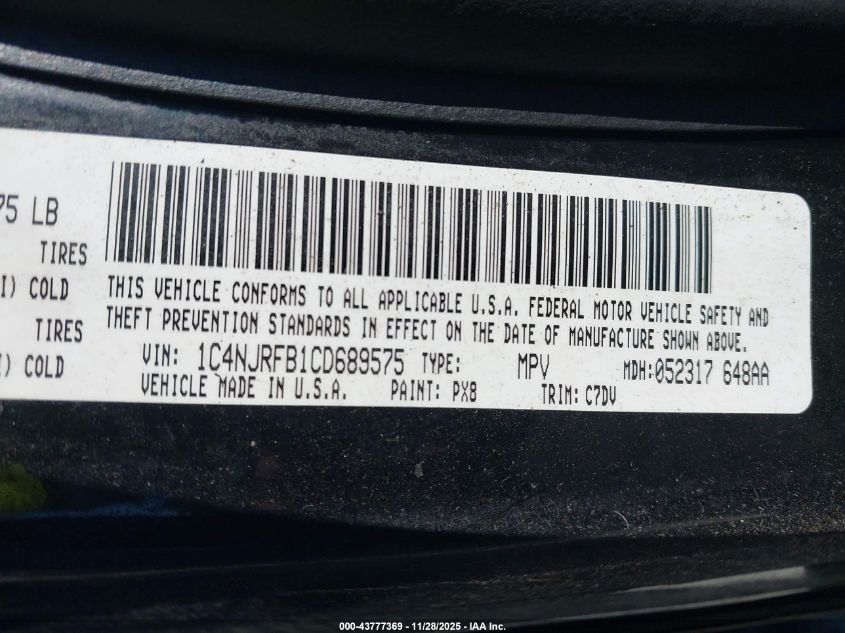 75 LB
TIRES
I) COLD
TIRES
I) COLD
THIS VEHICLE CONFORMS TO ALL APPLICABLE U.S.A. FEDERAL MOTOR VEHICLE SAFETY AND
THEFT PREVENTION STANDARDS IN EFFECT ON THE DATE OF MANUFACTURE SHOWN ABOVE.
VIN: 1C4NJRFB1CD689575 TYPE: MPV MDH:052317 648AA
VEHICLE MADE IN U.S.A. PAINT: PX8 TRIM: C7DV
000-43777369 - 11/28/2025 - IAA Inc.